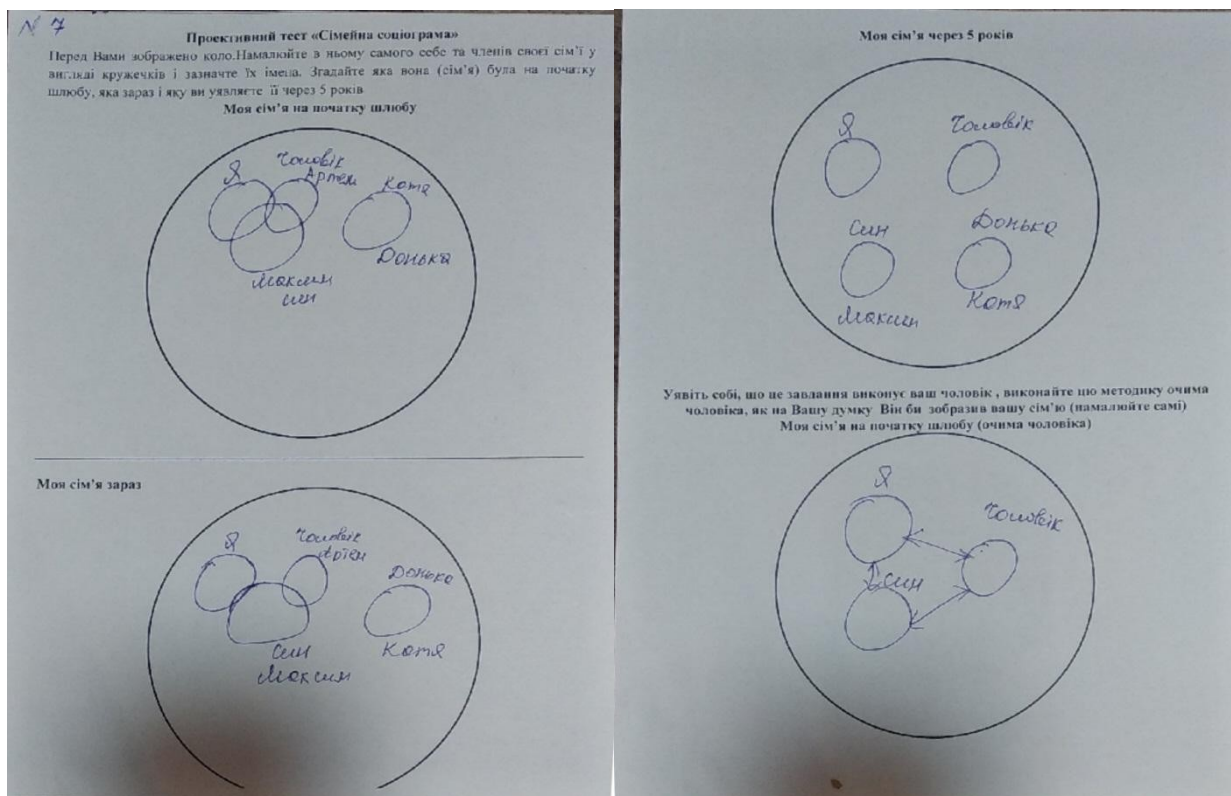 N 7
Проективний тест «Сімейна соціограма»
Перед Вами зображено коло.Намалюйте в ньому самого себе та членів своєї сім'ї у
вигляді кружечків і зазначте їх імена. Згадайте яка вона (сім'я) була на початку
шлюбу, яка зараз і яку ви уявляєте її через 5 років
Моя сім'я на початку шлюбу
Я
Чоловік
Артем
Катя
Донька
Максим
син
Моя сім'я зараз
Я
Чоловік
Артем
Донька
Син
Максим
Катя
Моя сім'я через 5 років
Я
Чоловік
Син
Донька
Максим
Катя
Уявіть собі, що це завдання виконує ваш чоловік , виконайте цю методику очима
чоловіка, як на Вашу думку Він би зобразив вашу сім'ю (намалюйте самі)
Моя сім'я на початку шлюбу (очима чоловіка)
Я
Чоловік
Син